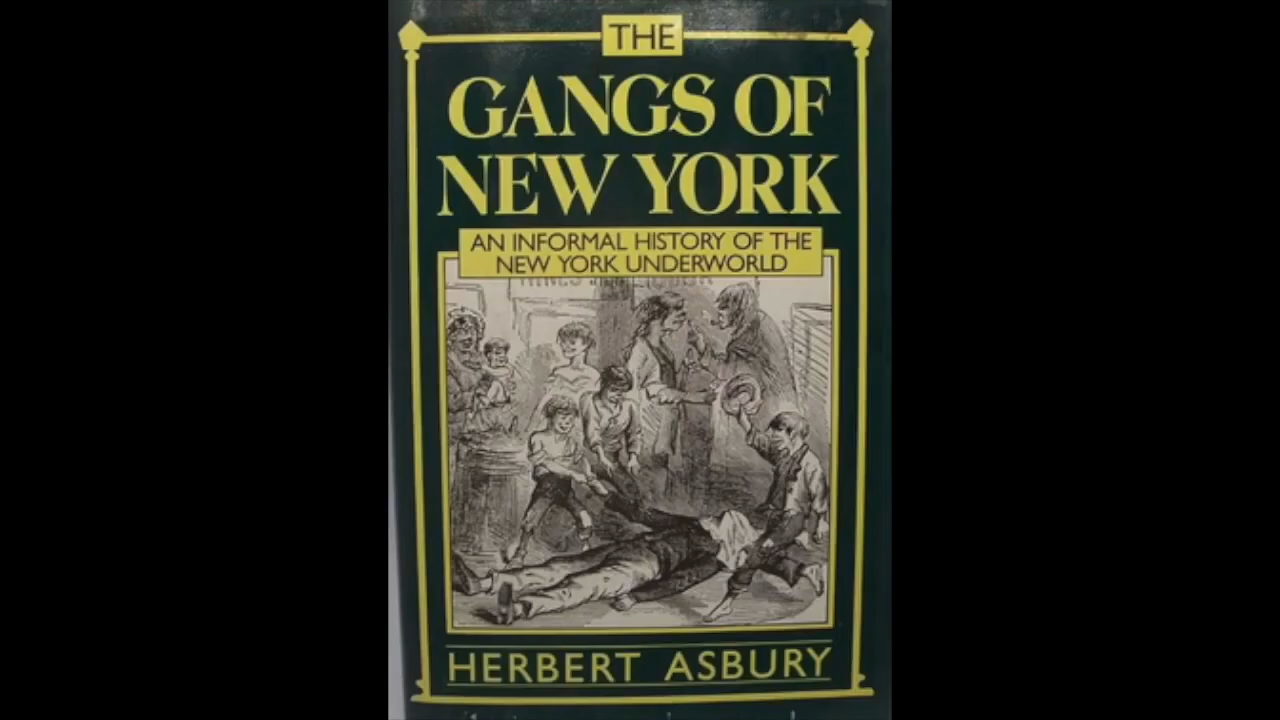 THE
GANGS OF
NEW YORK
AN INFORMAL HISTORY OF THE
NEW YORK UNDERWORLD
HERBERT ASBURY